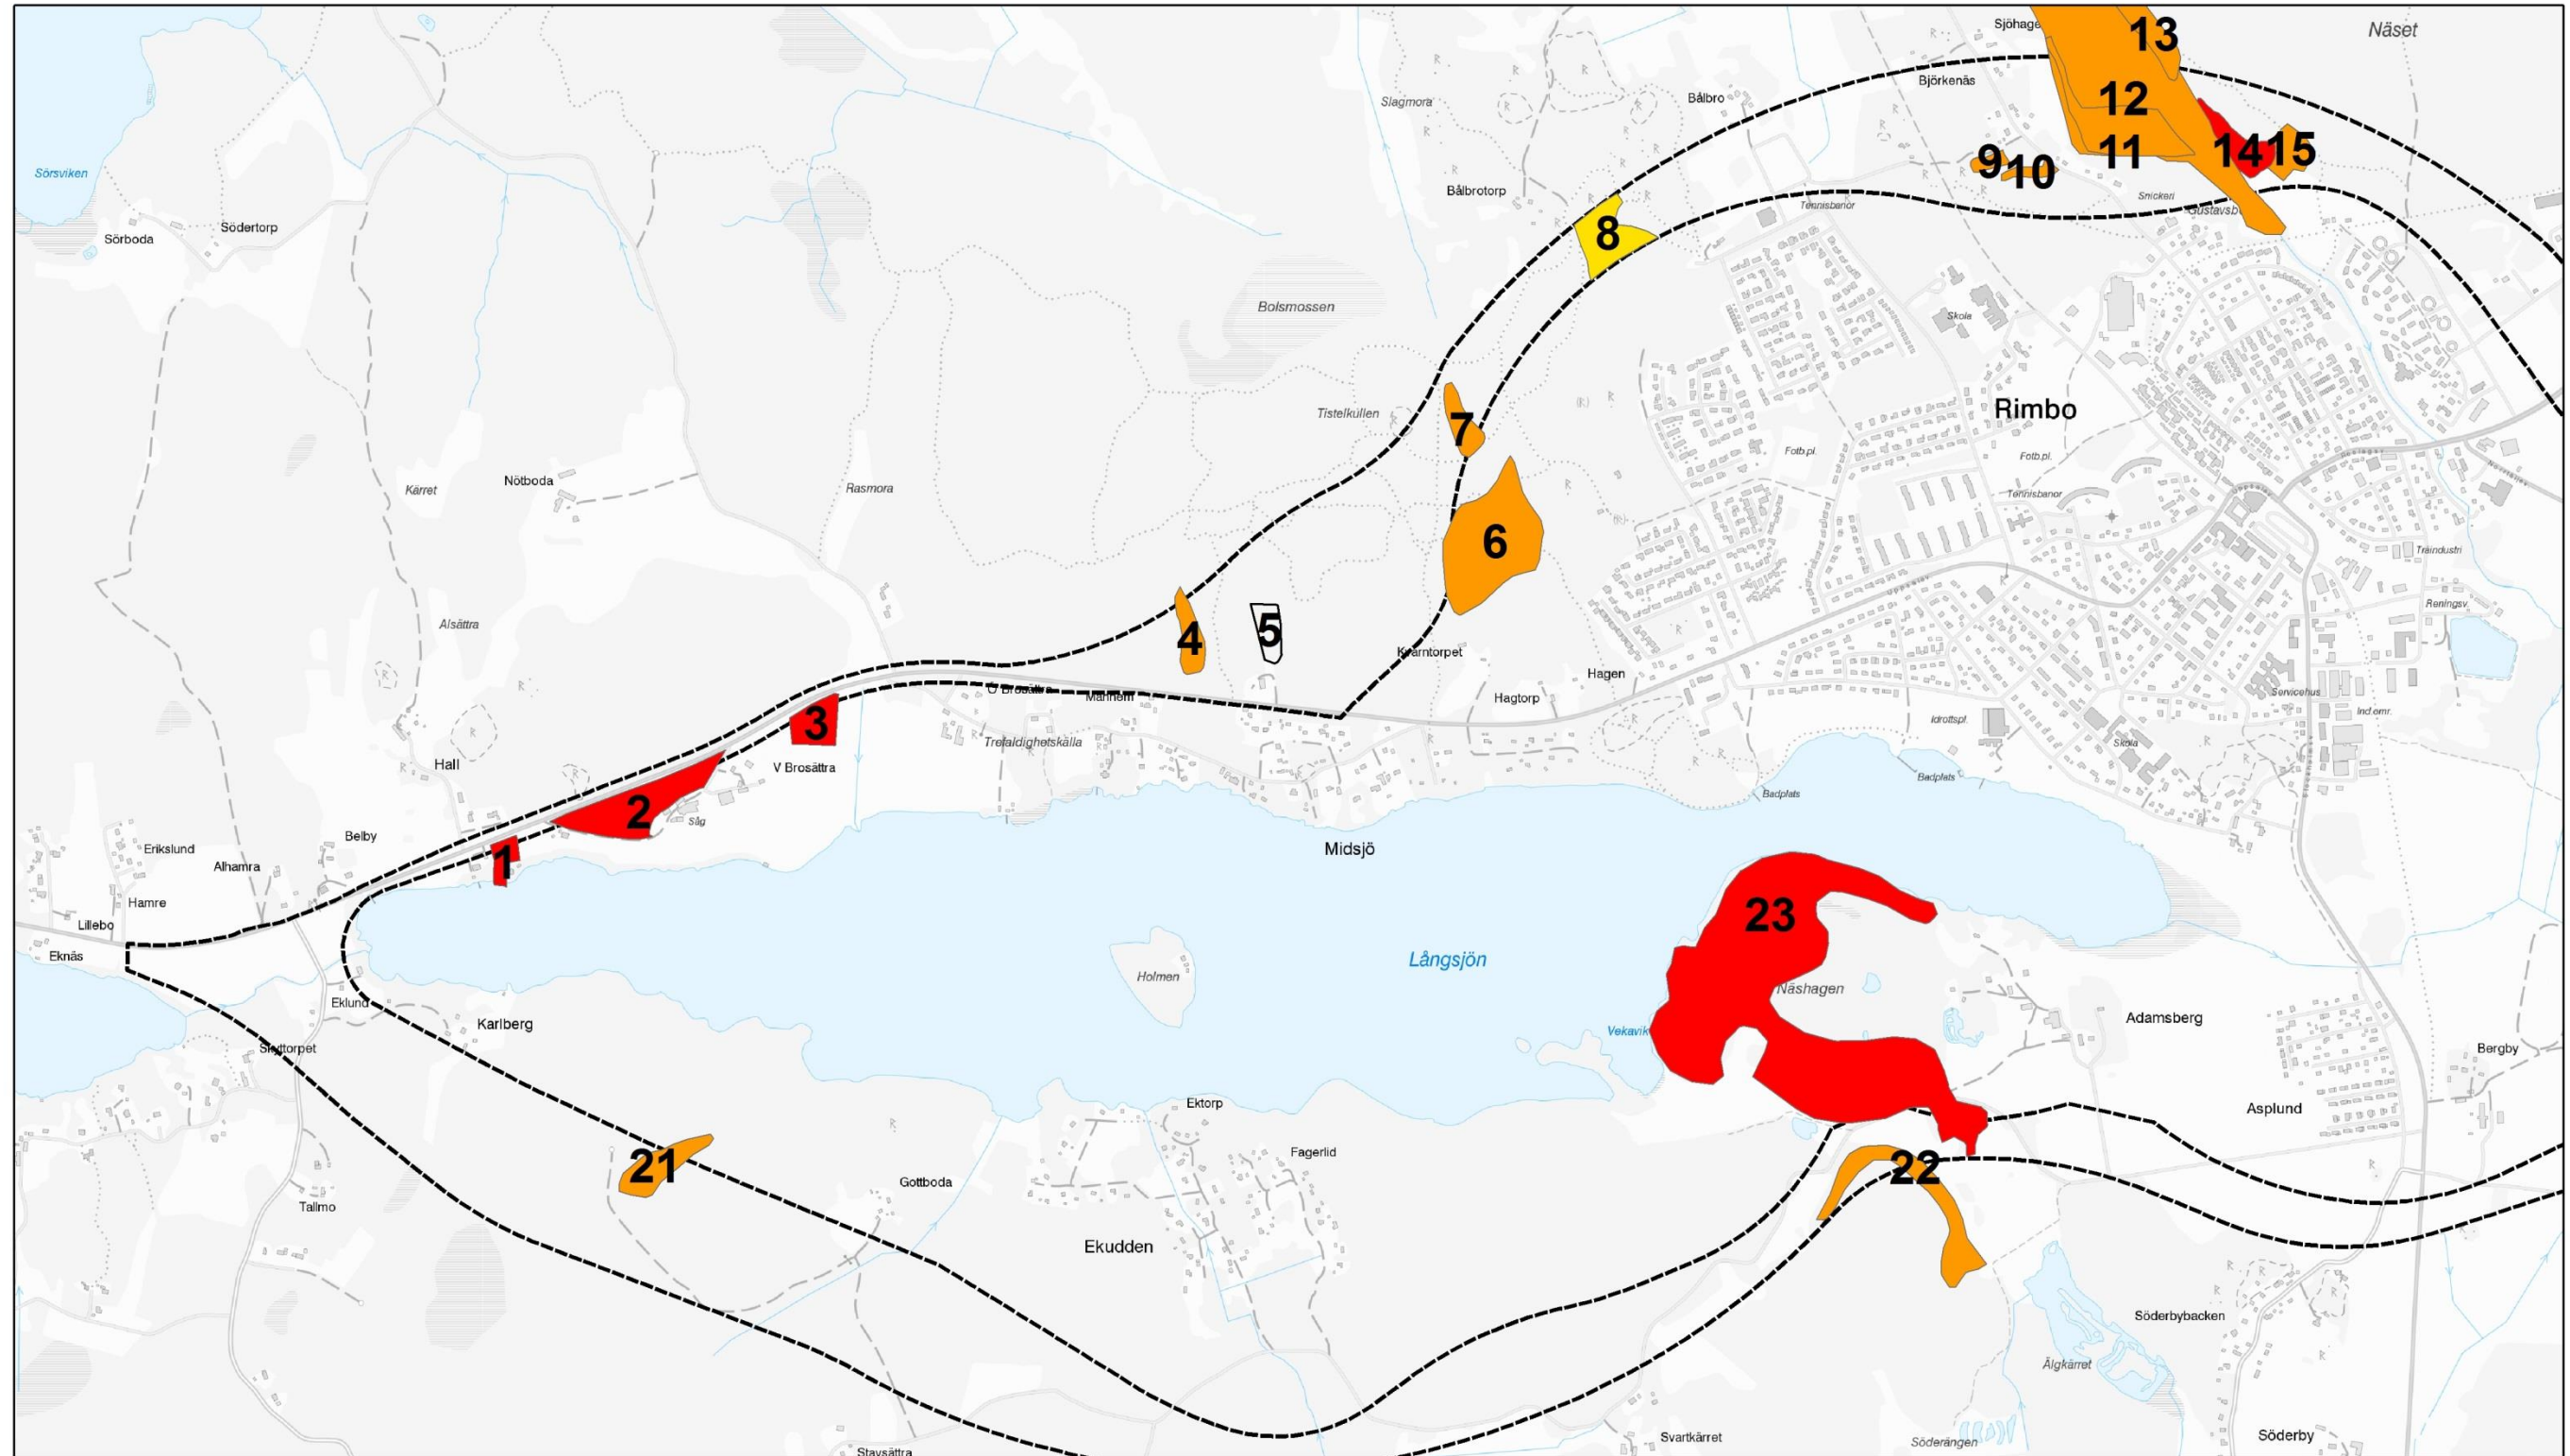 Sjöhage
13
Näset
Björkenäs
Slagmora
Bålbro
12
Sörsviken
9
10
11
14
15
Bålbrotorp
Snickeri
Tennisbanor
Södertorp
Sörboda
8
Bolsmossen
Skola
Tistelkullen
7
Rimbo
Fotb.pl.
Fotb.pl.
Nötboda
Kärret
Rasmora
Tennisbanor
6
Träindustri
Alsättra
4
5
Reningsv.
Kvarntorpet
Hagen
Ö Brosättra
Manhem
Hagtorp
Servicehus
3
Ind.omr.
Idrottspl.
Trefaldighetskälla
Skola
Hall
V Brosättra
Badplats
Badplats
2
Såg
Belby
Erikslund
Midsjö
1
Alhamra
Hamre
23
Lillebo
Eknäs
Långsjön
Holmen
Näshagen
Eklund
Karlberg
Adamsberg
Vekavik
Skyttorpet
Bergby
Ektorp
Asplund
Fagerlid
21
22
Gottboda
Tallmo
Ekudden
Söderbybacken
Älgkärret
Svartkärret
Söderängen
Söderby
Stavsättra